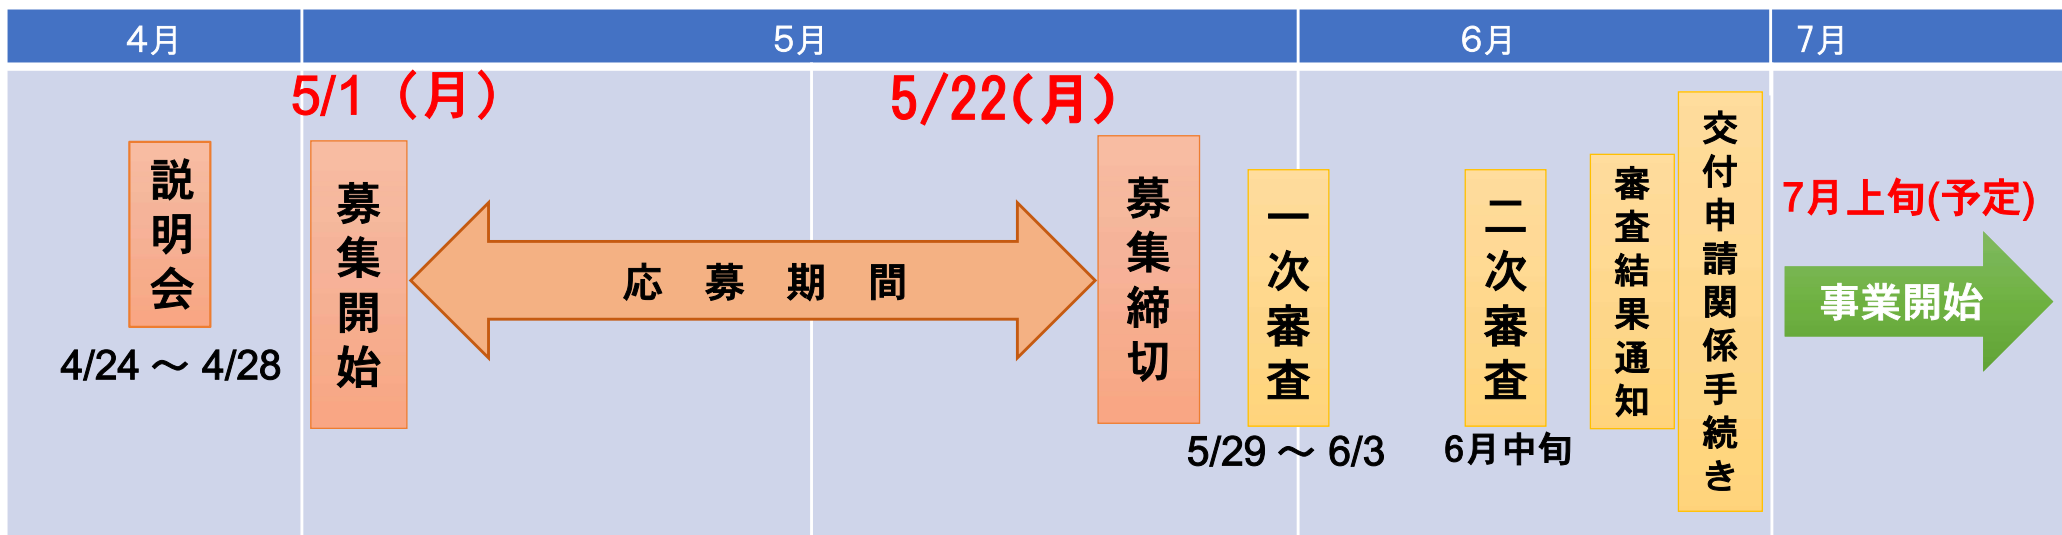 4月
5月
6月
7月
5/1（月）
5/22(月)
説明会
4/24 ～ 4/28
募集開始
応　募　期　間
募集締切
一次審査
5/29 ～ 6/3
二次審査
6月中旬
審査結果通知
交付申請関係手続き
7月上旬(予定)
事業開始